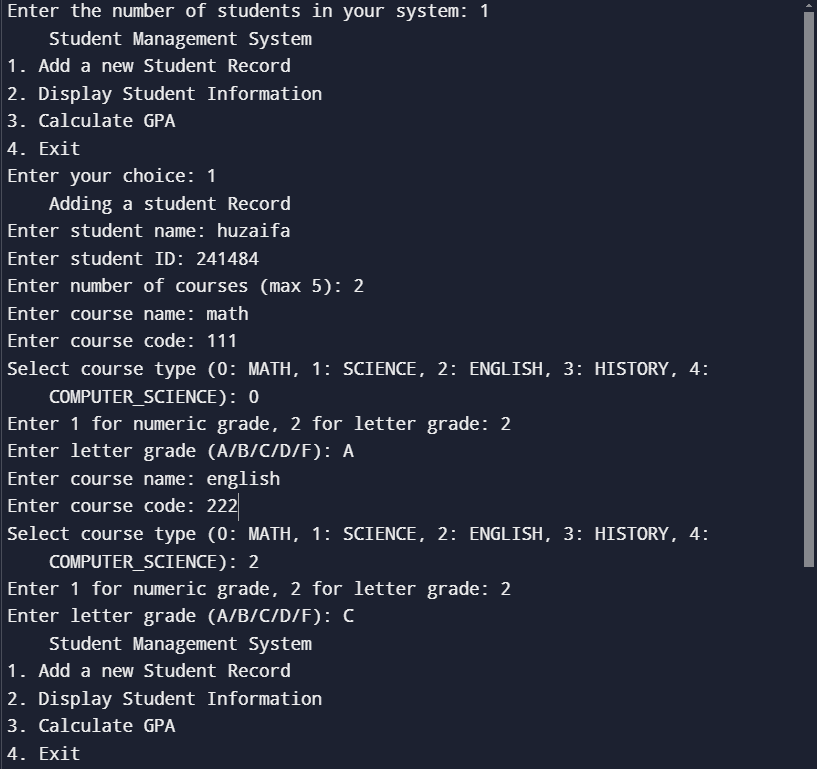 Enter the number of students in your system: 1
    Student Management System
1. Add a new Student Record
2. Display Student Information
3. Calculate GPA
4. Exit
Enter your choice: 1
    Adding a student Record
Enter student name: huzaifa
Enter student ID: 241484
Enter number of courses (max 5): 2
Enter course name: math
Enter course code: 111
Select course type (0: MATH, 1: SCIENCE, 2: ENGLISH, 3: HISTORY, 4:
    COMPUTER_SCIENCE): 0
Enter 1 for numeric grade, 2 for letter grade: 2
Enter letter grade (A/B/C/D/F): A
Enter course name: english
Enter course code: 222
Select course type (0: MATH, 1: SCIENCE, 2: ENGLISH, 3: HISTORY, 4:
    COMPUTER_SCIENCE): 2
Enter 1 for numeric grade, 2 for letter grade: 2
Enter letter grade (A/B/C/D/F): C
    Student Management System
1. Add a new Student Record
2. Display Student Information
3. Calculate GPA
4. Exit